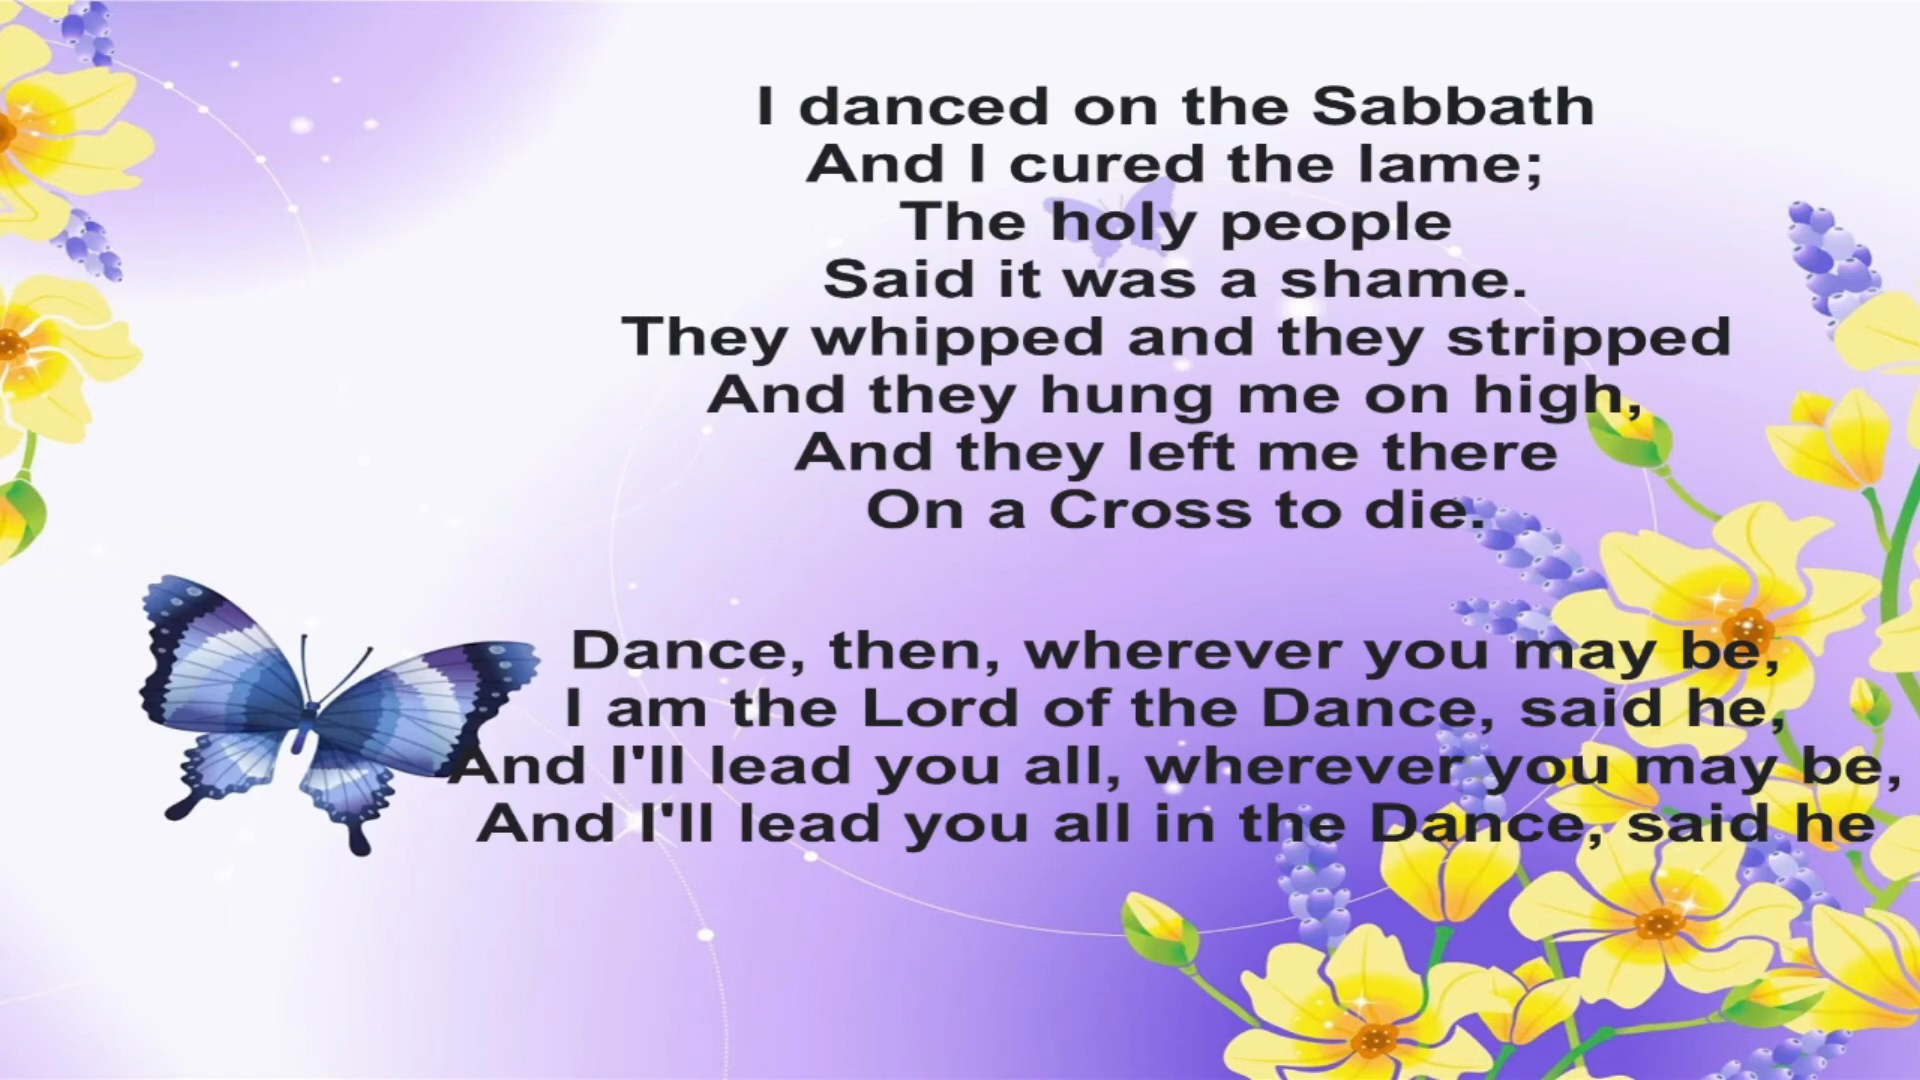 I danced on the Sabbath
And I cured the lame;
The holy people
Said it was a shame.
They whipped and they stripped
And they hung me on high,
And they left me there
On a Cross to die.
Dance, then, wherever you may be,
I am the Lord of the Dance, said he,
And I'll lead you all, wherever you may be,
And I'll lead you all in the Dance, said he